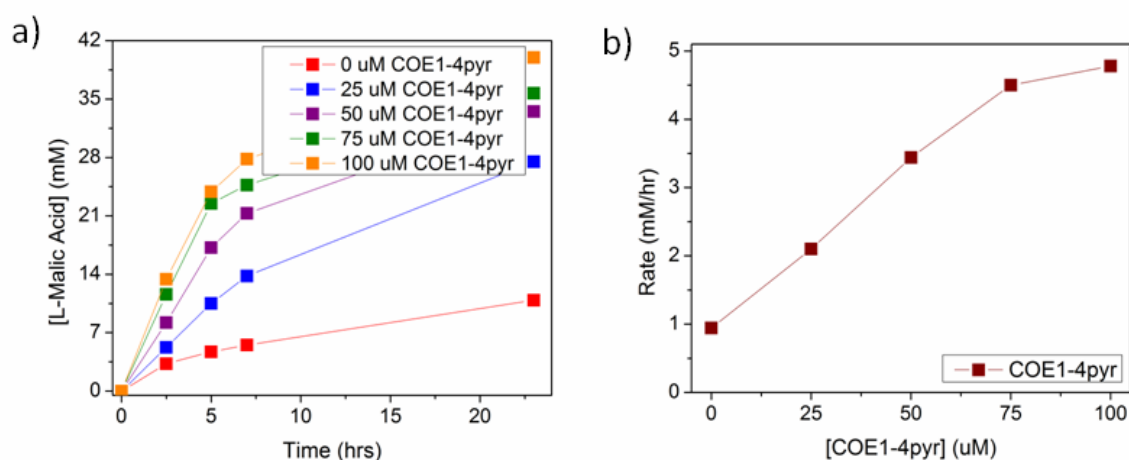 a)
[L-Malic Acid] (mM)
42
35
28
21
14
7
0
0 uM COE1-4pyr
25 uM COE1-4pyr
50 uM COE1-4pyr
75 uM COE1-4pyr
100 uM COE1-4pyr
0 5 10 15 20
Time (hrs)
b)
Rate (mM/hr)
5
4
3
2
1
0
COE1-4pyr
0 25 50 75 100
[COE1-4pyr] (uM)